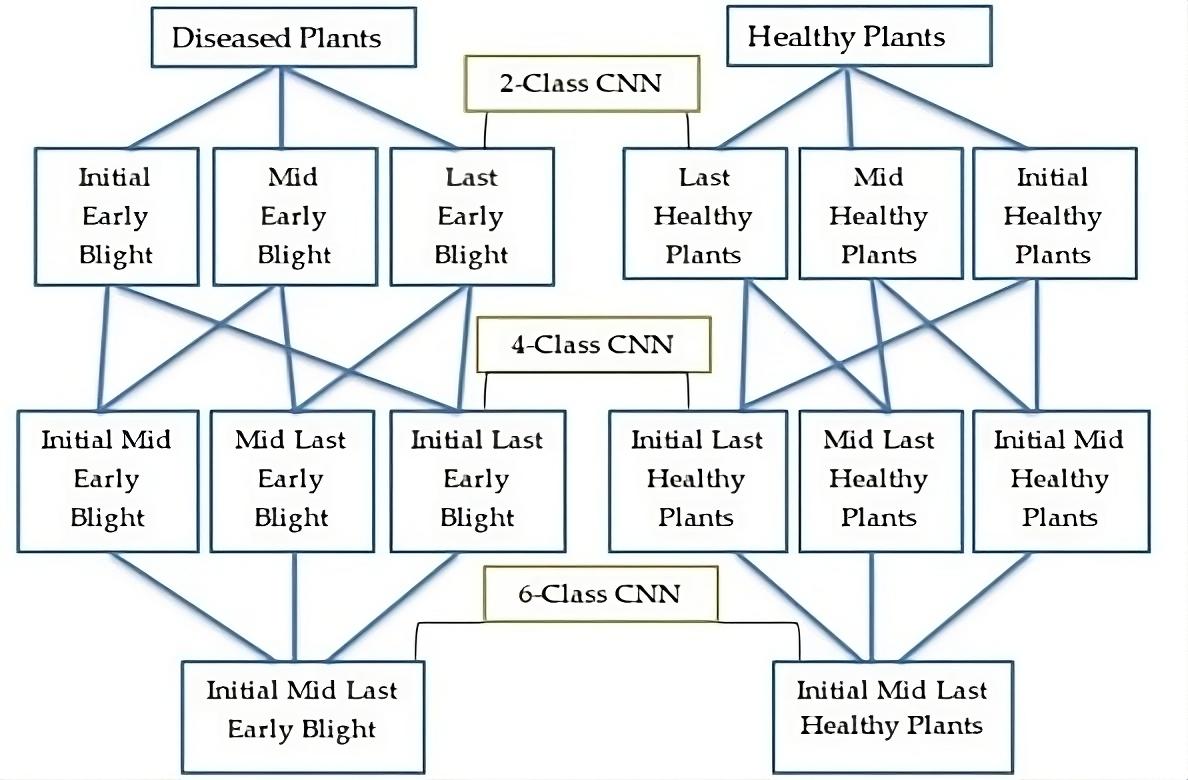 Diseased Plants
Healthy Plants
2-Class CNN
Initial
Early
Blight
Mid
Early
Blight
Last
Early
Blight
Last
Healthy
Plants
Mid
Healthy
Plants
Initial
Healthy
Plants
4-Class CNN
Initial Mid
Early
Blight
Mid Last
Early
Blight
Initial Last
Early
Blight
Initial Last
Healthy
Plants
Mid Last
Healthy
Plants
Initial Mid
Healthy
Plants
6-Class CNN
Initial Mid Last
Early Blight
Initial Mid Last
Healthy Plants